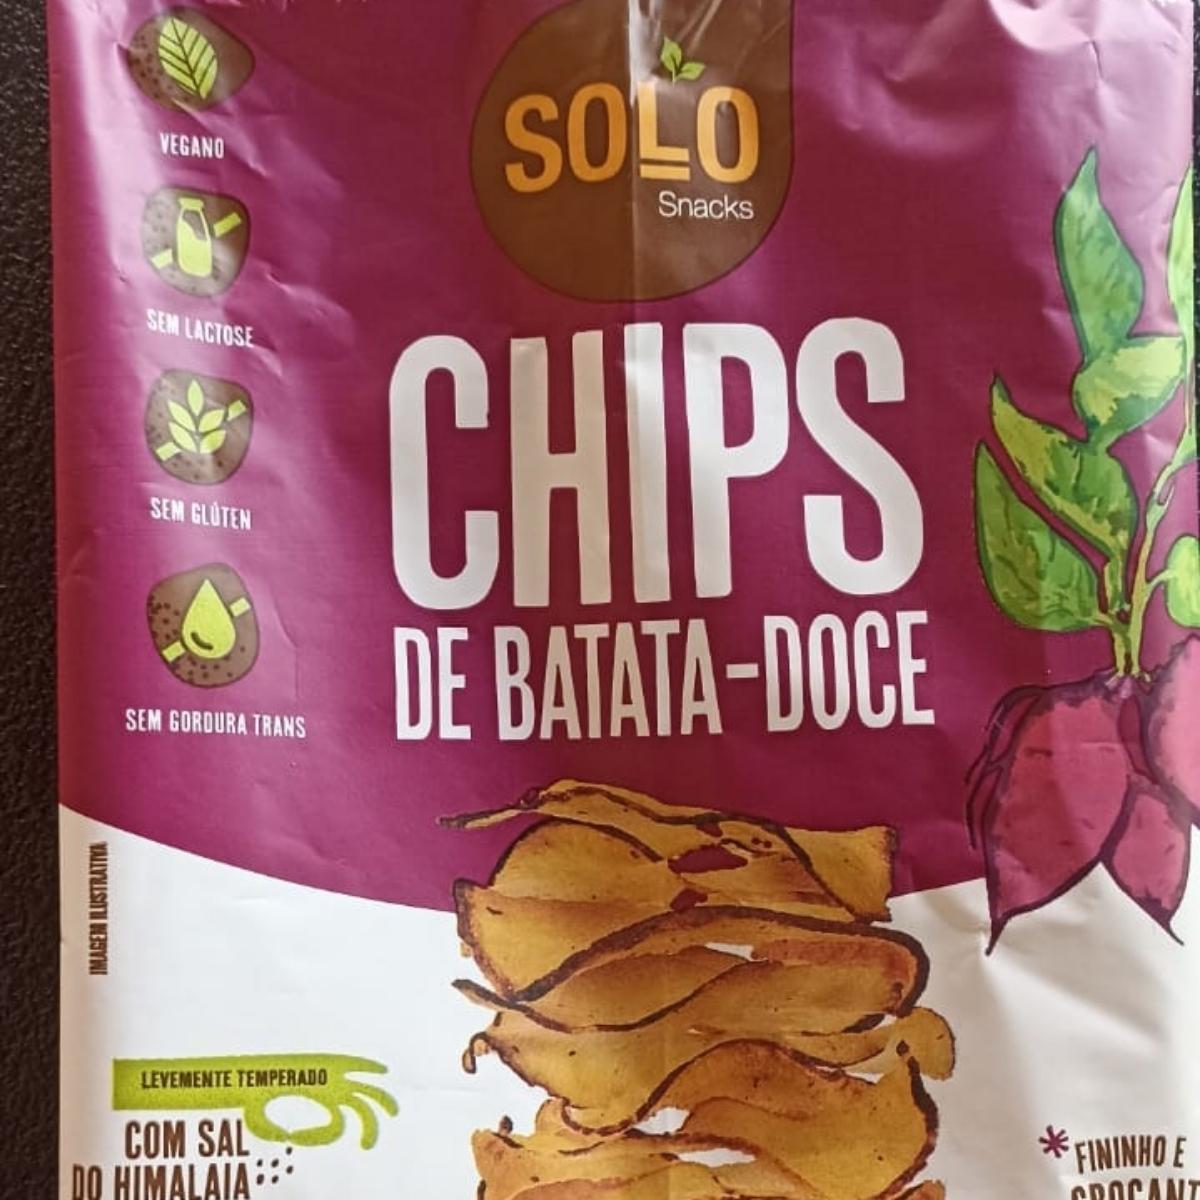 SOLO
Snacks
VEGANO
SEM LACTOSE
SEM GLÚTEN
SEM GORDURA TRANS
CHIPS
DE BATATA-DOCE
IMAGEM ILUSTRATIVA
LEVEMENTE TEMPERADO
COM SAL
DO HIMALAIA
*FININHO E